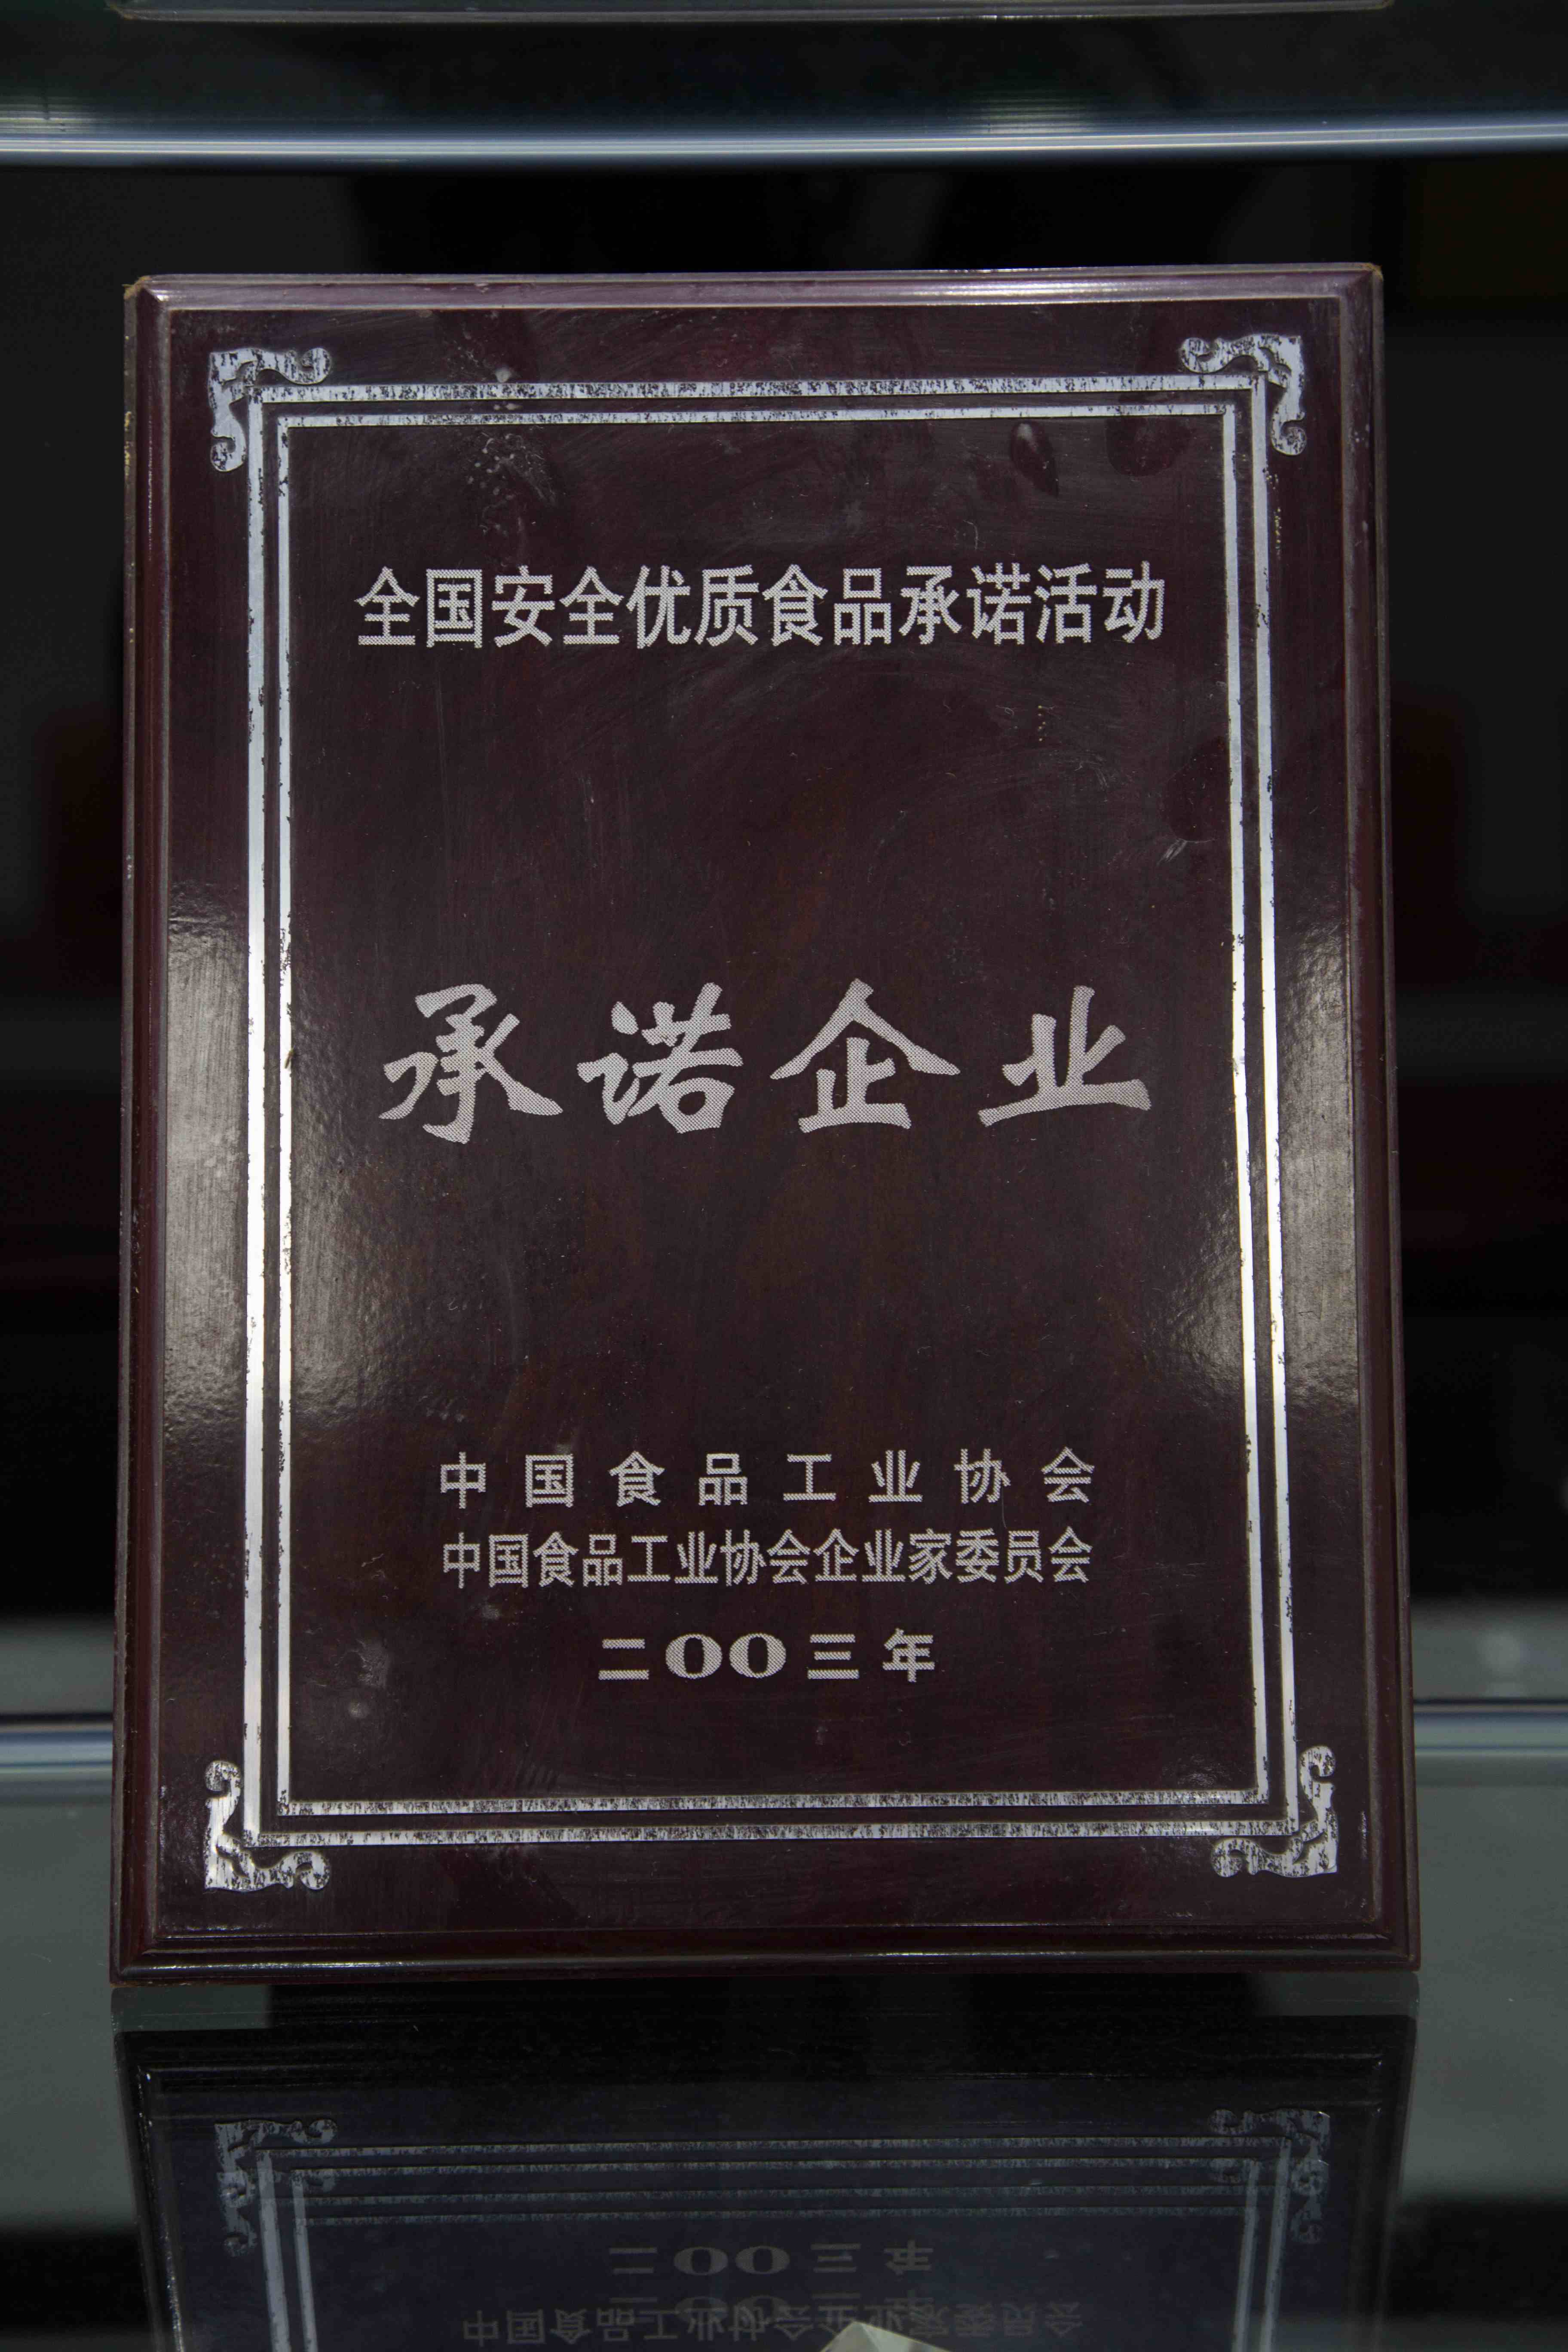 全国安全优质食品承诺活动
承诺企业
中国食品工业协会
中国食品工业协会企业家委员会
二OO三年